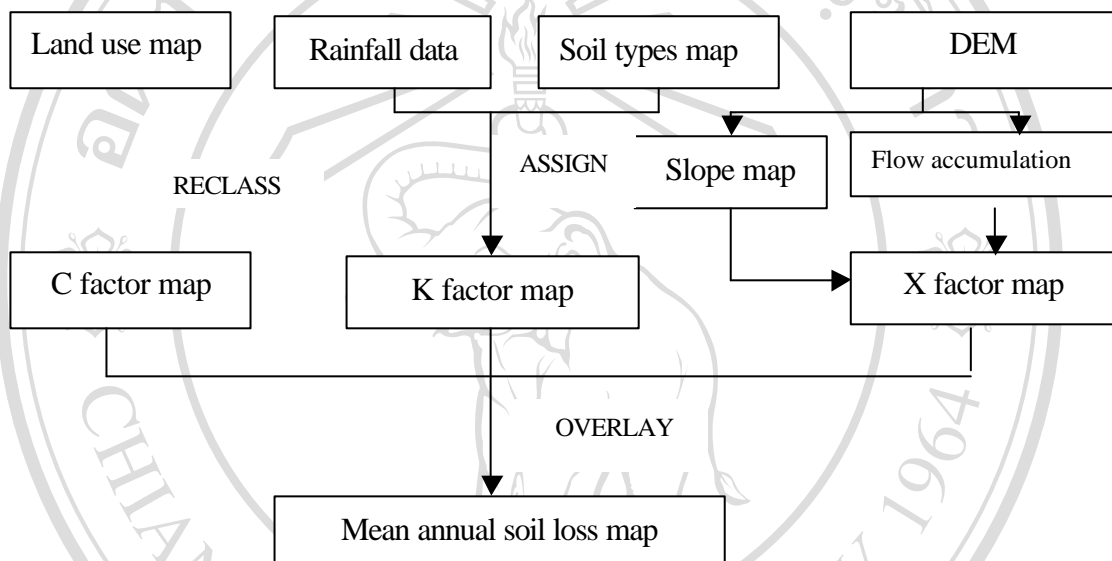 Land use map
Rainfall data
Soil types map
DEM
RECLASS
ASSIGN
Slope map
Flow accumulation
C factor map
K factor map
X factor map
OVERLAY
Mean annual soil loss map
1964